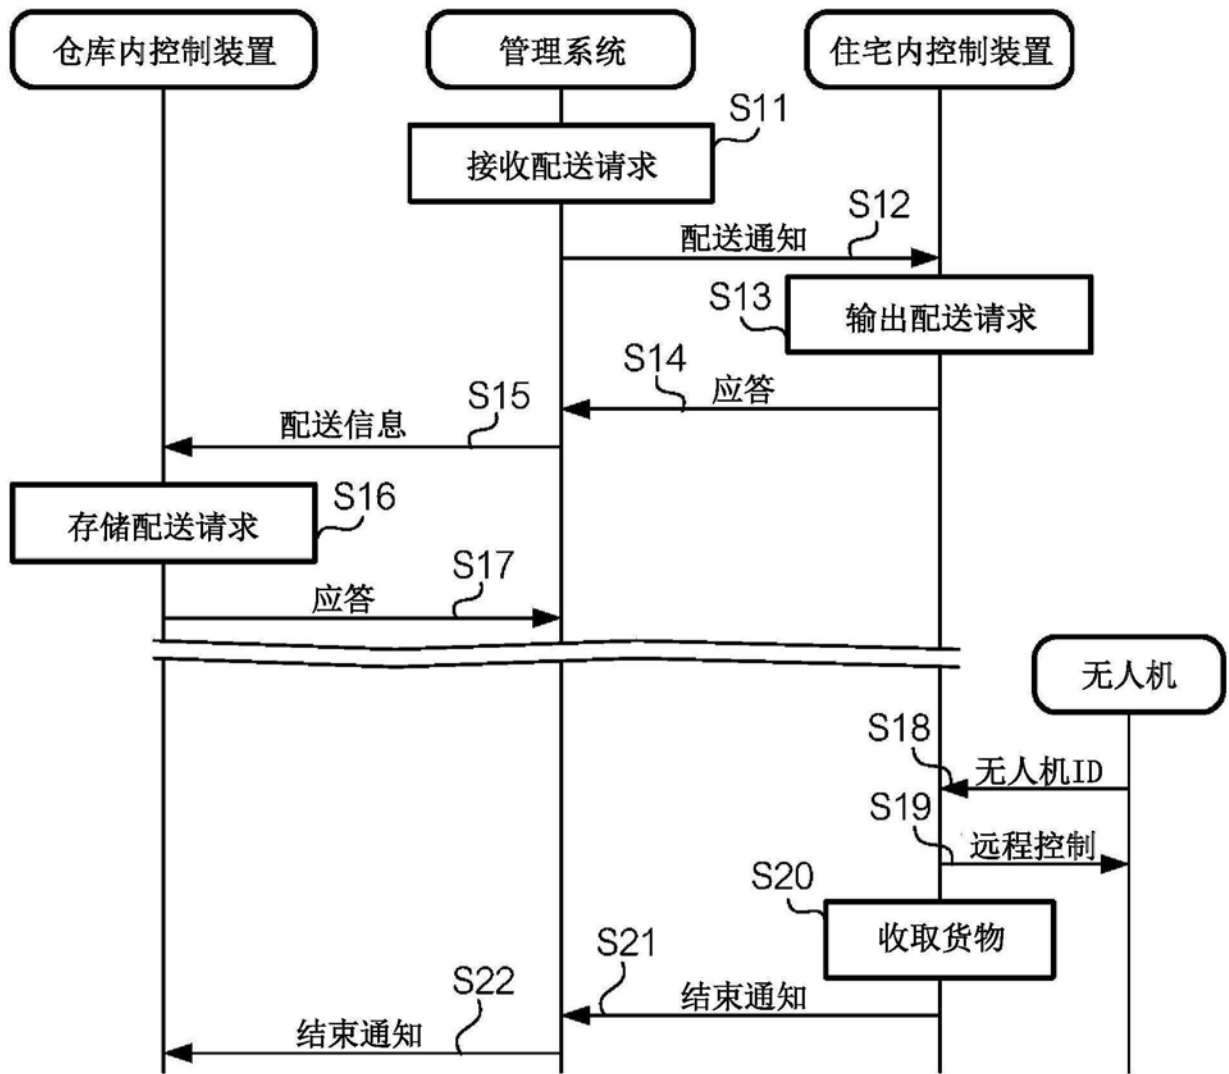 仓库内控制装置
管理系统
住宅内控制装置
S11
接收配送请求
S12
配送通知
S13
输出配送请求
S14
应答
S15
配送信息
S16
存储配送请求
S17
应答
无人机
S18
无人机ID
S19
远程控制
S20
收取货物
S21
结束通知
S22
结束通知